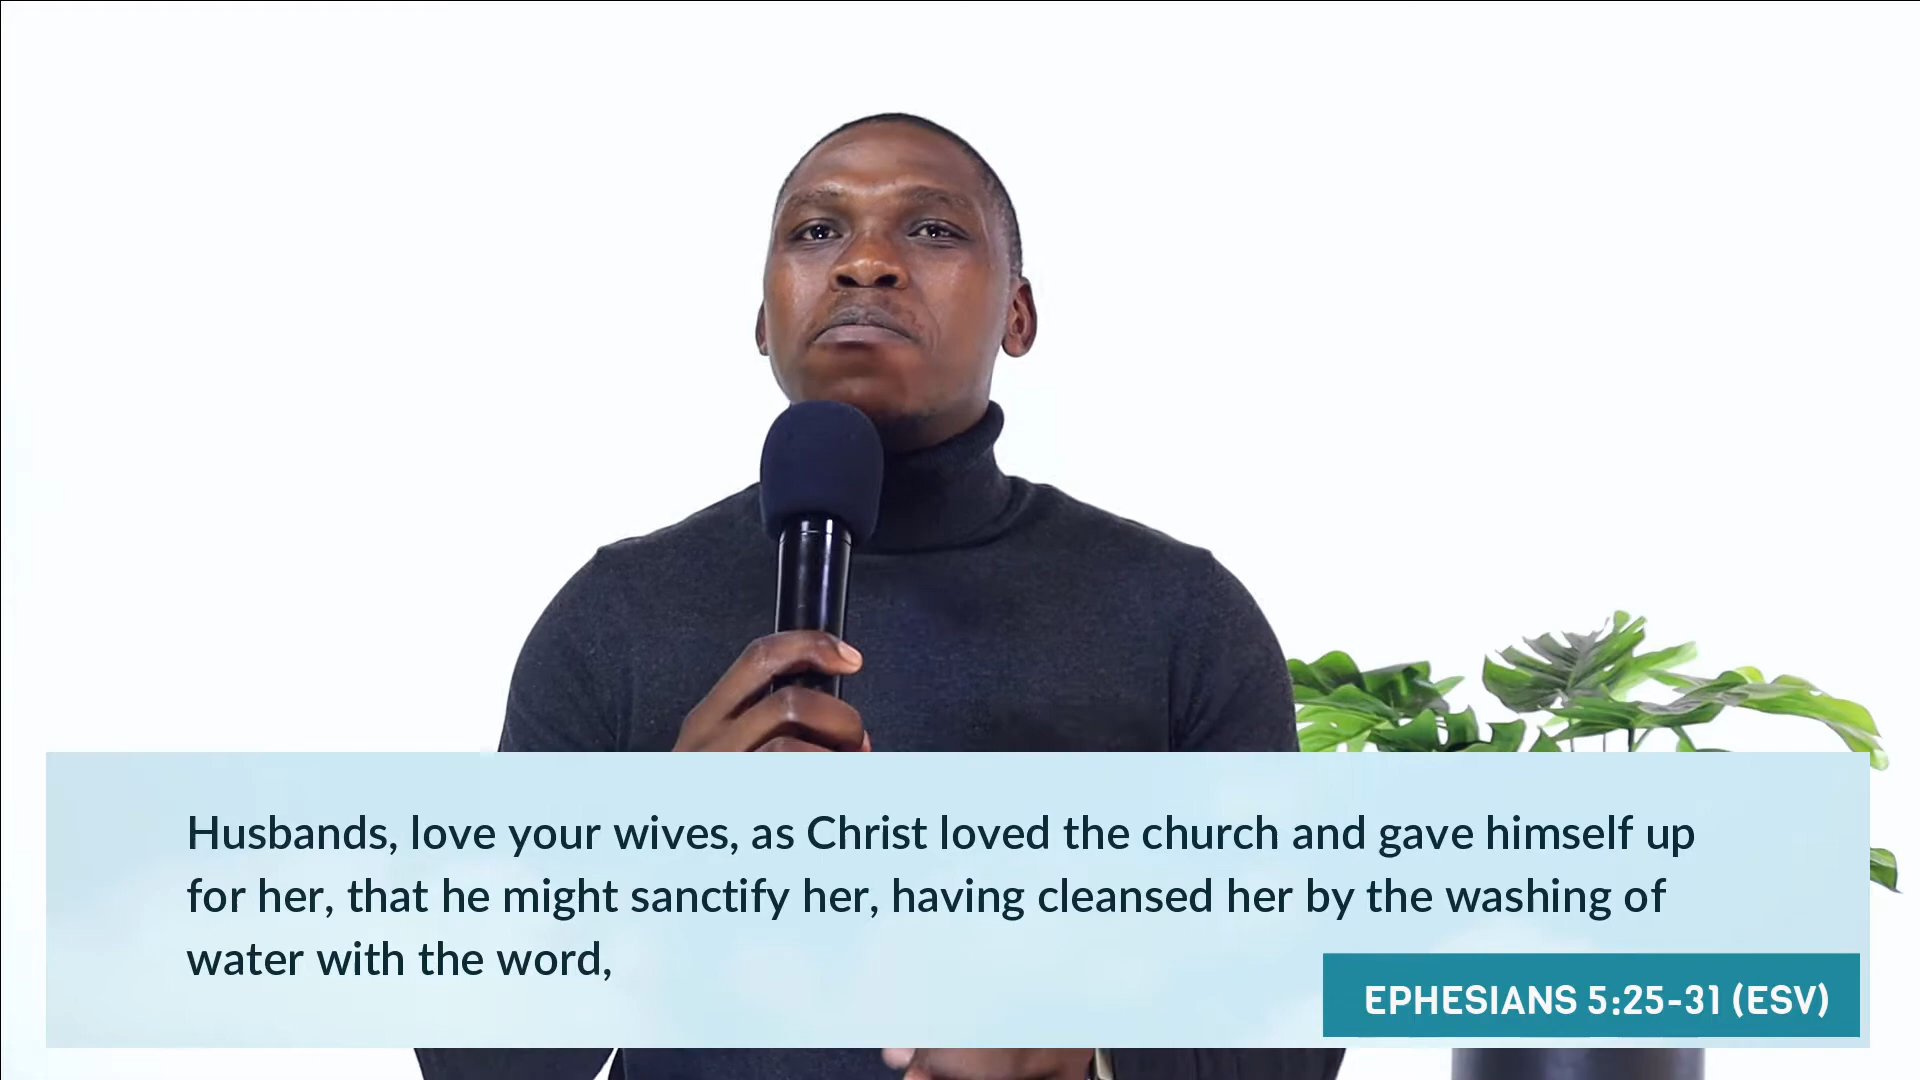 Husbands, love your wives, as Christ loved the church and gave himself up
for her, that he might sanctify her, having cleansed her by the washing of
water with the word,
EPHESIANS 5:25-31 (ESV)